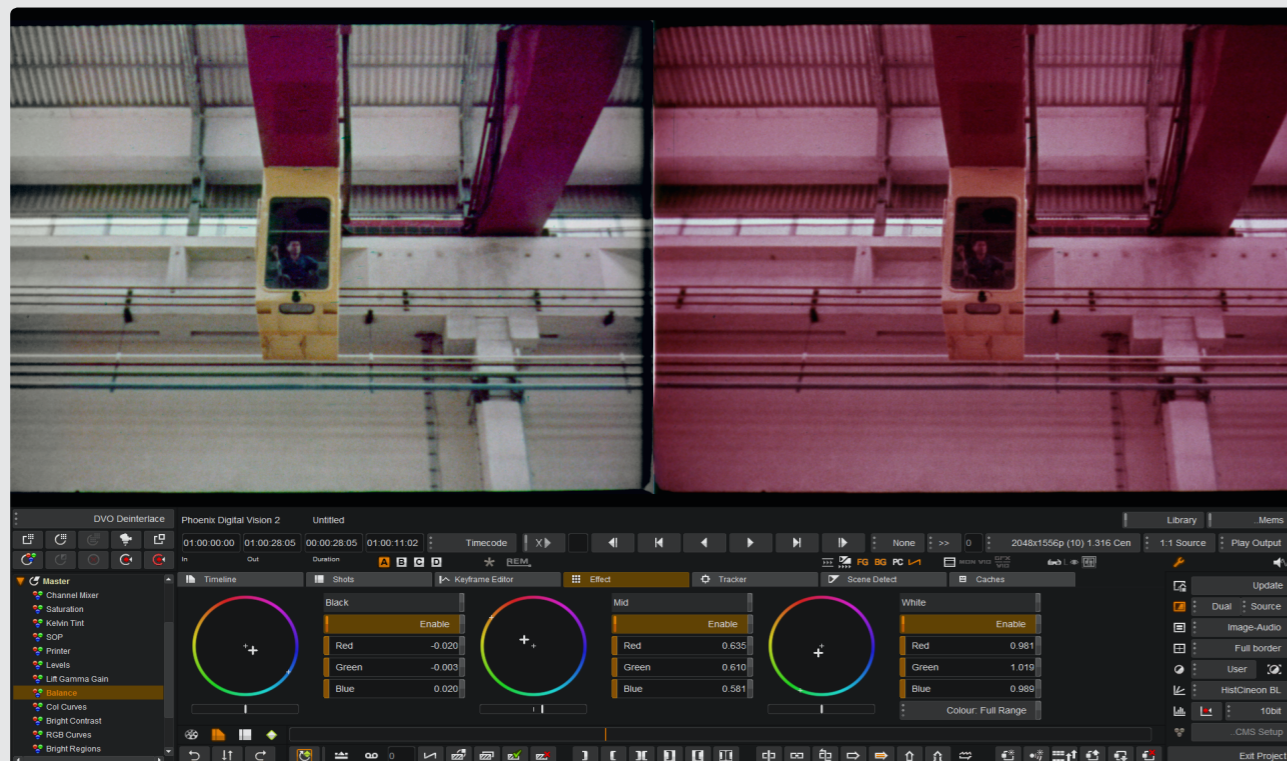 DVO Deinterlace
Phoenix Digital Vision 2 Untitled
Library ..Mems
01:00:00:00 01:00:28:05 00:00:28:05 01:00:11:02 Timecode X None >> 0 2048x1556p (10) 1.316 Cen 1:1 Source Play Output
In Out Duration A B C D REM FG BG PC MON VID GFX VID L
Master
Channel Mixer
Saturation
Kelvin Tint
SOP
Printer
Levels
Lift Gamma Gain
Balance
Col Curves
Bright Contrast
RGB Curves
Bright Regions
Timeline Shots Keyframe Editor Effect Tracker Scene Detect Caches
Black
Enable
Red -0.020
Green -0.003
Blue 0.020
Mid
Enable
Red 0.635
Green 0.610
Blue 0.581
White
Enable
Red 0.981
Green 1.019
Blue 0.989
Colour: Full Range
0
Update
Dual Source
Image-Audio
Full border
User
HistCineon BL
10bit
..CMS Setup
Exit Project